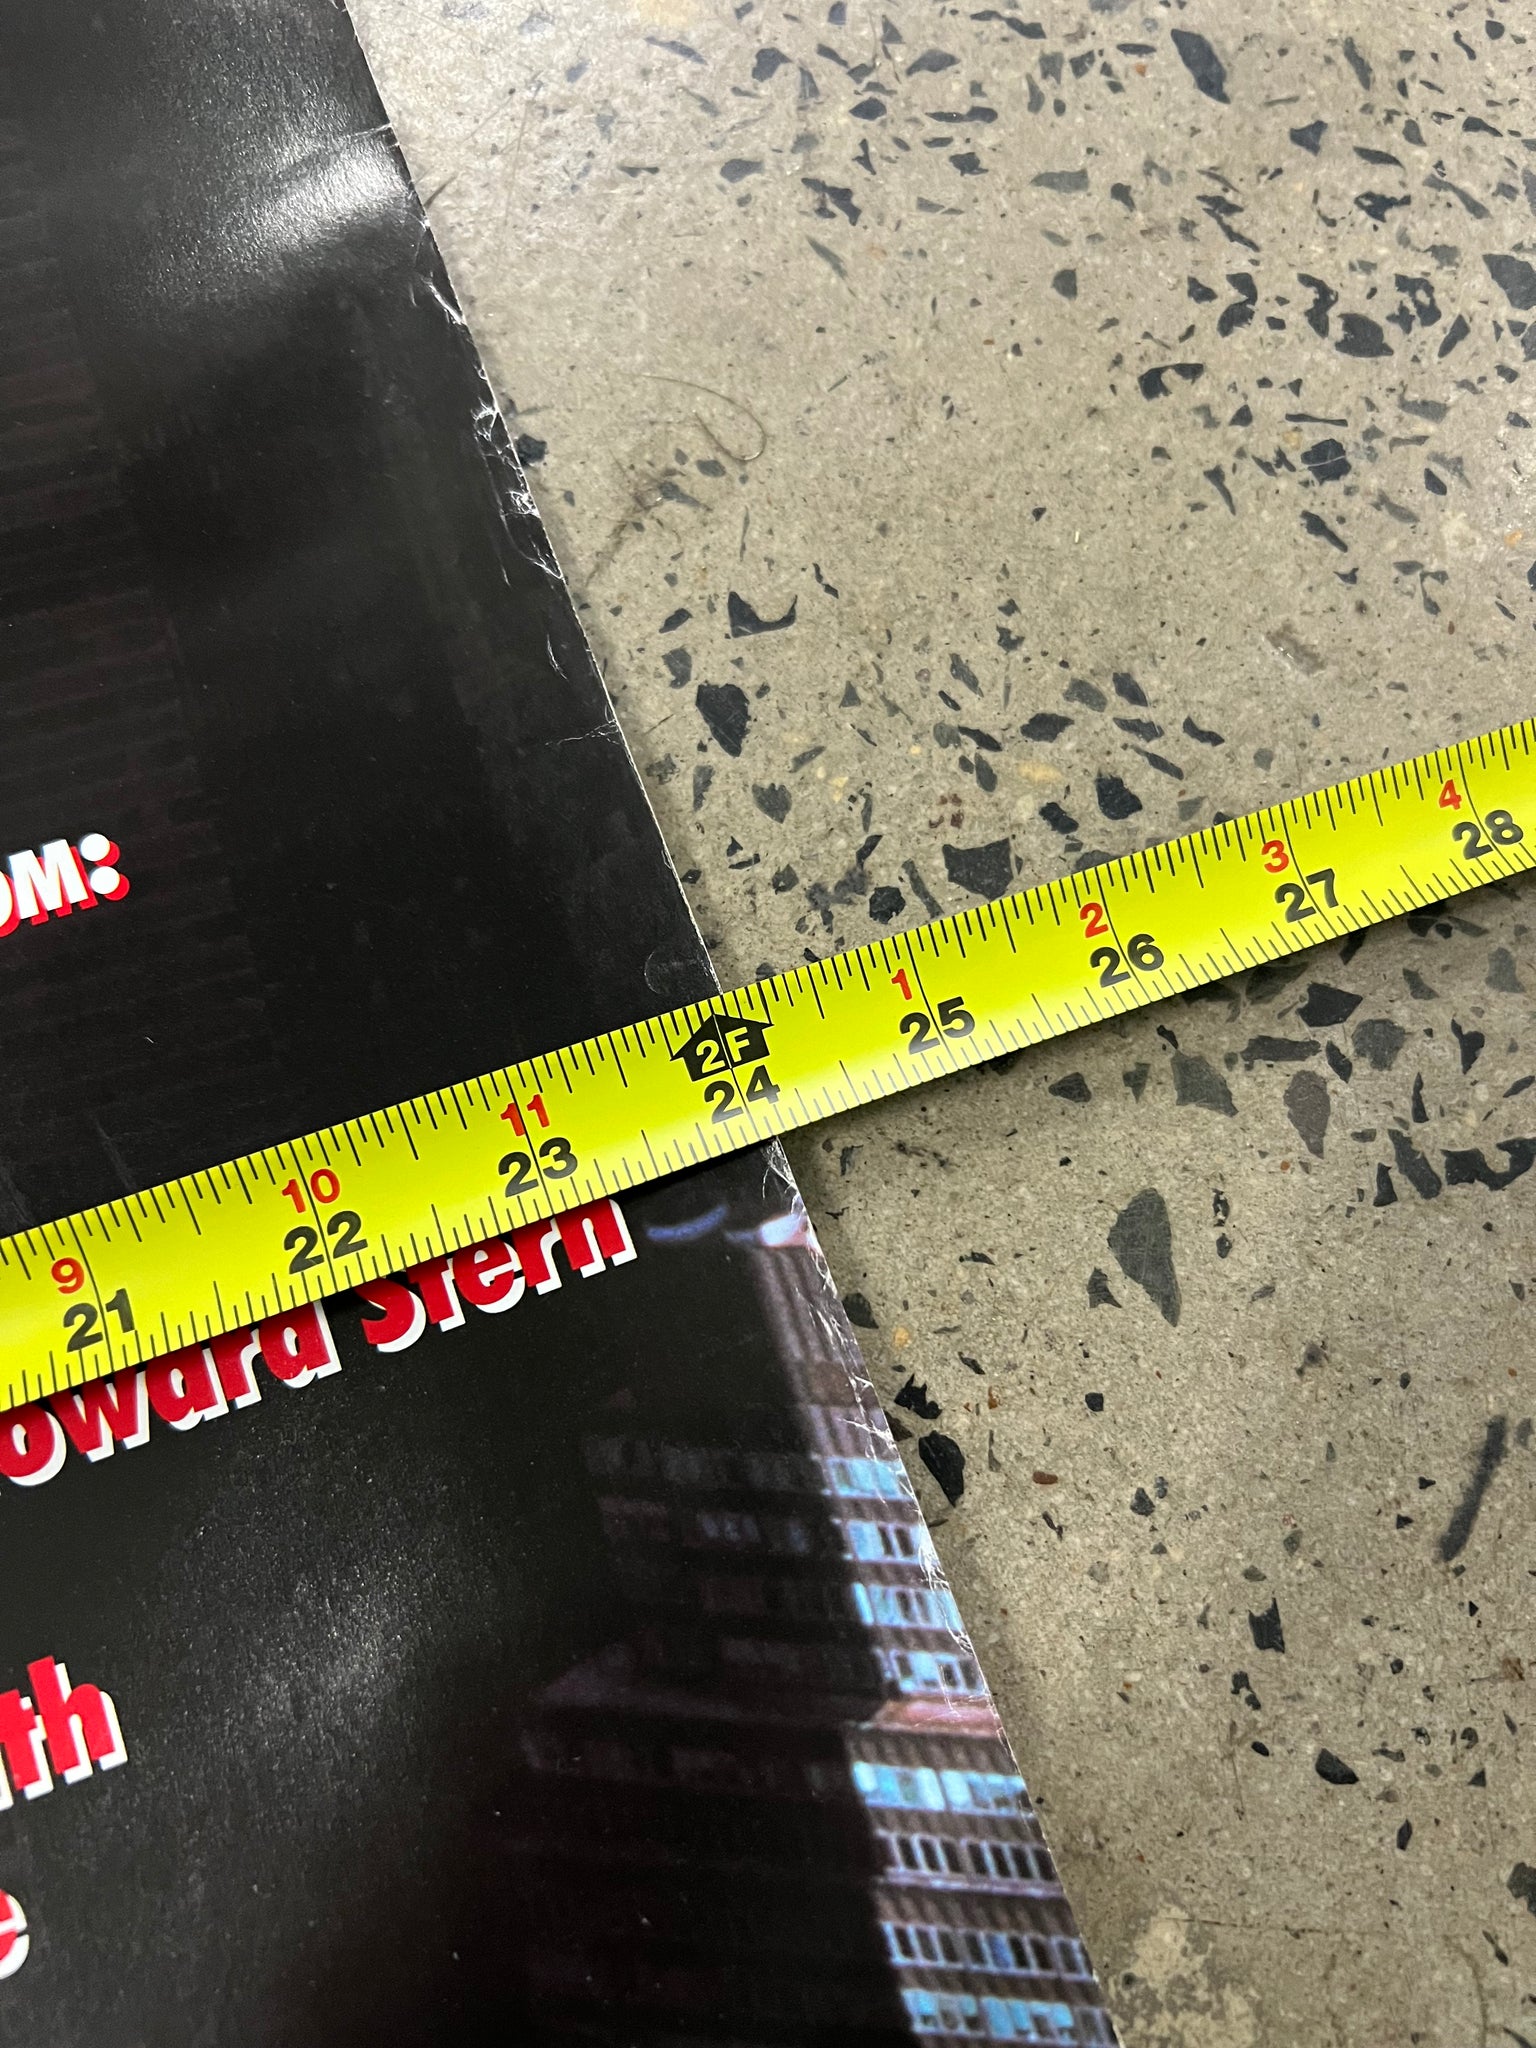 OM:
1 2 3 4
2F
9 10 11
21 22 23 24 25 26 27 28
oward Stern
th
e